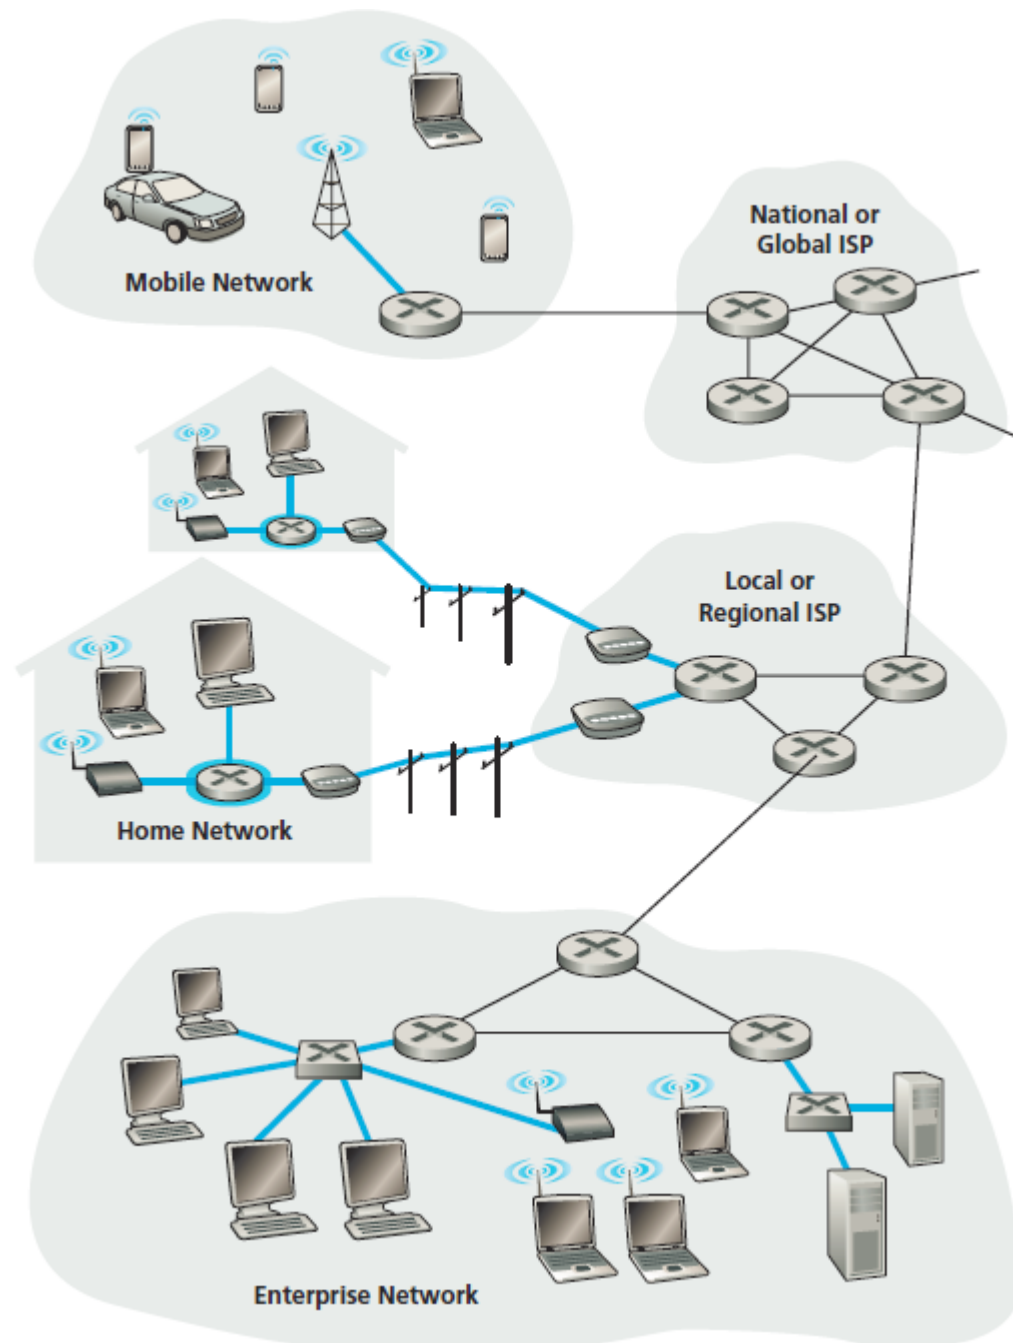 National or
Global ISP
Mobile Network
Local or
Regional ISP
Home Network
Enterprise Network